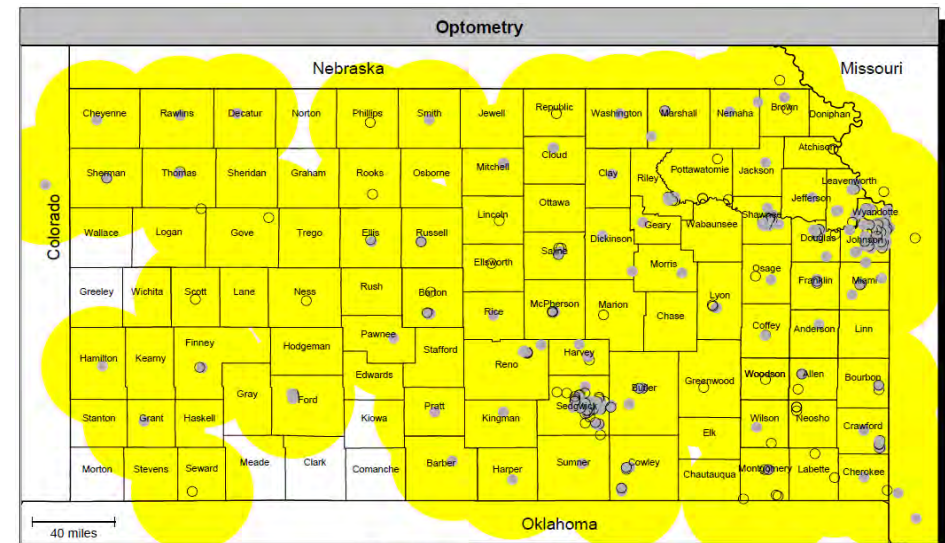 Optometry
Nebraska
Missouri
Cheyenne Rawlins Decatur Norton Phillips Smith Jewell Republic Washington Marshall Nemaha Brown Doniphan
Atchison
Sherman Thomas Sheridan Graham Rooks Osborne Mitchell Cloud Clay Riley Pottawatomie Jackson Jefferson Leavenworth
Wyandotte
Colorado
Wallace Logan Gove Trego Ellis Russell Lincoln Ottawa Dickinson Geary Wabaunsee Shawnee Douglas Johnson
Ellsworth Saline Morris Osage Franklin Miami
Greeley Wichita Scott Lane Ness Rush Barton Rice McPherson Marion Chase Lyon
Coffey Anderson Linn
Hamilton Kearny Finney Hodgeman Pawnee Stafford Reno Harvey
Edwards
Gray Ford Sedgwick Butler Greenwood Woodson Allen Bourbon
Stanton Grant Haskell Kiowa Pratt Kingman Elk Wilson Neosho Crawford
Morton Stevens Seward Meade Clark Comanche Barber Harper Sumner Cowley Chautauqua Montgomery Labette Cherokee
Oklahoma
40 miles